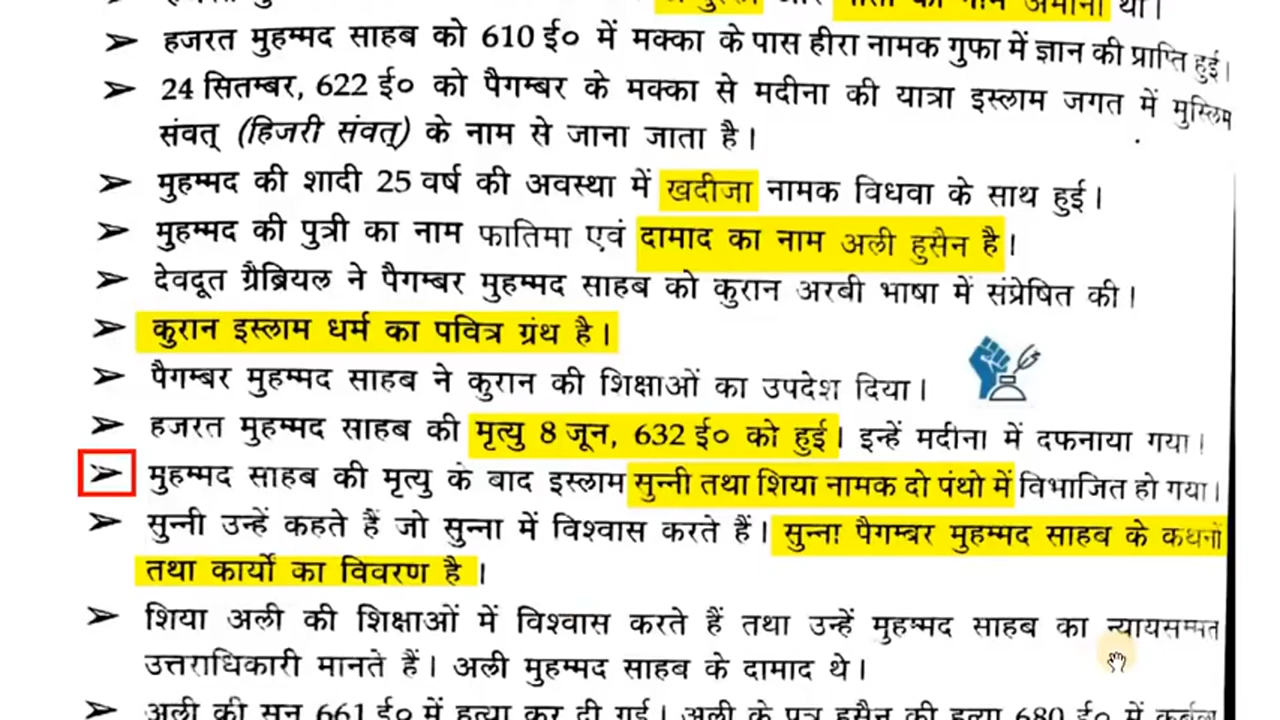 और माता का नाम अमीना था।
➢ हजरत मुहम्मद साहब को 610 ई० में मक्का के पास हीरा नामक गुफा में ज्ञान की प्राप्ति हुई।
➢ 24 सितम्बर, 622 ई० को पैगम्बर के मक्का से मदीना की यात्रा इस्लाम जगत में मुस्लिम
संवत् (हिजरी संवत्) के नाम से जाना जाता है।
➢ मुहम्मद की शादी 25 वर्ष की अवस्था में खदीजा नामक विधवा के साथ हुई।
➢ मुहम्मद की पुत्री का नाम फातिमा एवं दामाद का नाम अली हुसैन है।
➢ देवदूत ग्रैब्रियल ने पैगम्बर मुहम्मद साहब को कुरान अरबी भाषा में संप्रेषित की।
➢ कुरान इस्लाम धर्म का पवित्र ग्रंथ है।
➢ पैगम्बर मुहम्मद साहब ने कुरान की शिक्षाओं का उपदेश दिया।
➢ हजरत मुहम्मद साहब की मृत्यु 8 जून, 632 ई० को हुई। इन्हें मदीना में दफनाया गया।
➢ मुहम्मद साहब की मृत्यु के बाद इस्लाम सुन्नी तथा शिया नामक दो पंथो में विभाजित हो गया।
➢ सुन्नी उन्हें कहते हैं जो सुन्ना में विश्वास करते हैं। सुन्ना पैगम्बर मुहम्मद साहब के कथनों
तथा कार्यों का विवरण है।
➢ शिया अली की शिक्षाओं में विश्वास करते हैं तथा उन्हें मुहम्मद साहब का न्यायसम्मत
उत्तराधिकारी मानते हैं। अली मुहम्मद साहब के दामाद थे।
➢ अली की सन् 661 ई० में हत्या कर दी गई। अली के पुत्र हुसैन की हत्या 680 ई० में